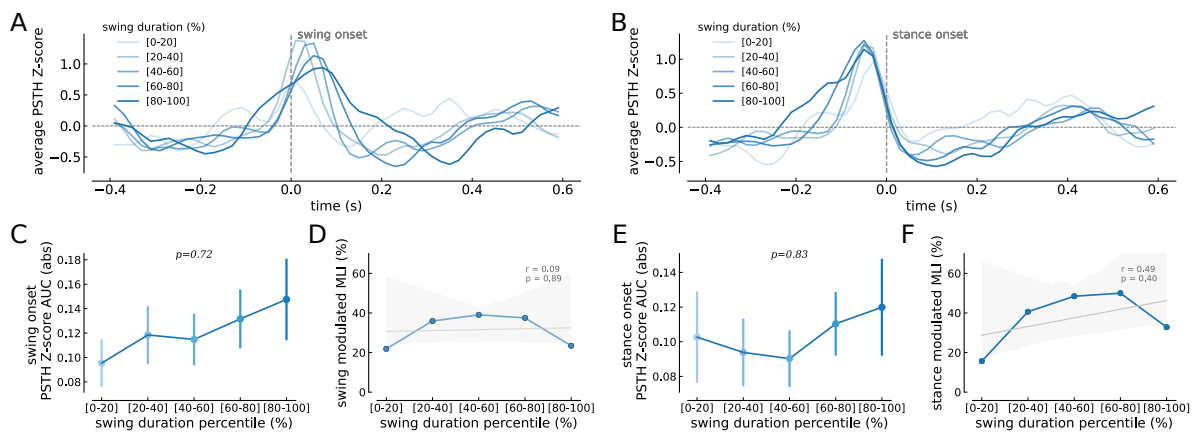 A
swing duration (%)
[0-20]
[20-40]
[40-60]
[60-80]
[80-100]
swing onset
average PSTH Z-score
1.0
0.5
0.0
−0.5
−0.4
−0.2
0.0
0.2
0.4
0.6
time (s)
B
swing duration (%)
[0-20]
[20-40]
[40-60]
[60-80]
[80-100]
stance onset
average PSTH Z-score
1.0
0.5
0.0
−0.5
−0.4
−0.2
0.0
0.2
0.4
0.6
time (s)
C
p=0.72
swing onset
PSTH Z-score AUC (abs)
0.18
0.16
0.14
0.12
0.10
0.08
[0-20]
[20-40]
[40-60]
[60-80]
[80-100]
swing duration percentile (%)
D
r = 0.09
p = 0.89
swing modulated MLI (%)
60
40
20
0
[0-20]
[20-40]
[40-60]
[60-80]
[80-100]
swing duration percentile (%)
E
p=0.83
stance onset
PSTH Z-score AUC (abs)
0.14
0.12
0.10
0.08
[0-20]
[20-40]
[40-60]
[60-80]
[80-100]
swing duration percentile (%)
F
r = 0.49
p = 0.40
stance modulated MLI (%)
60
40
20
0
[0-20]
[20-40]
[40-60]
[60-80]
[80-100]
swing duration percentile (%)